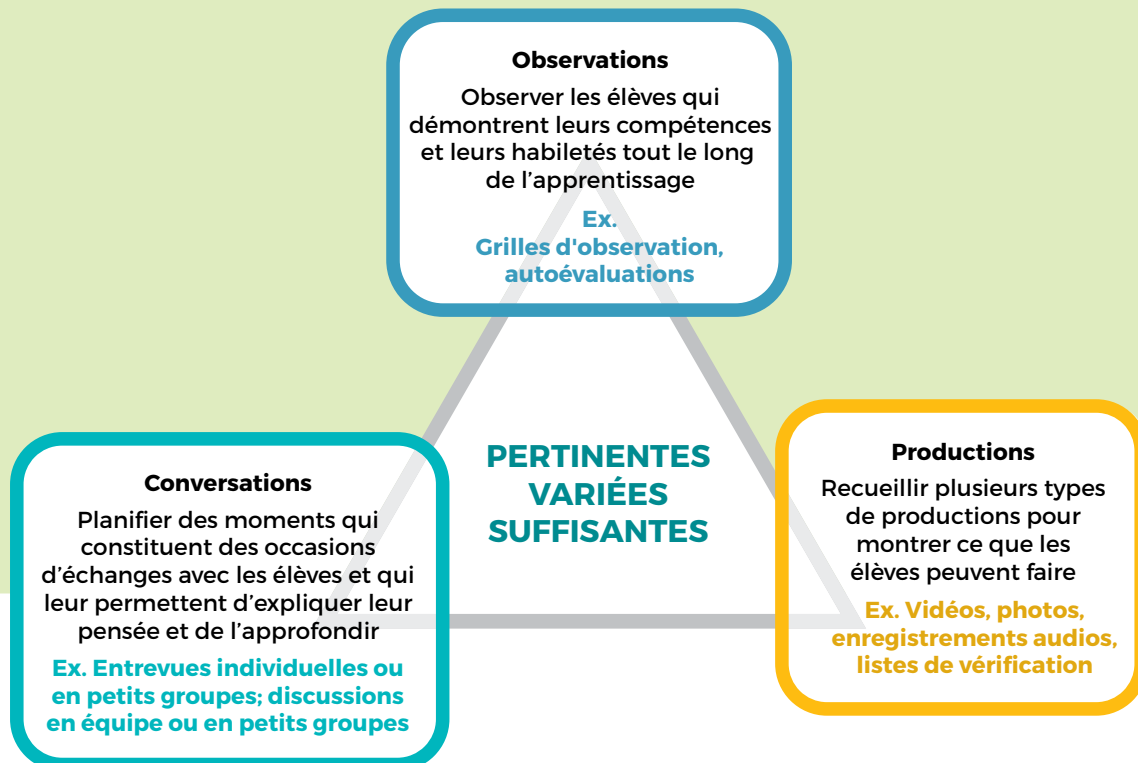 Observations
Observer les élèves qui
démontrent leurs compétences
et leurs habiletés tout le long
de l’apprentissage
Ex.
Grilles d'observation,
autoévaluations
PERTINENTES
VARIÉES
SUFFISANTES
Conversations
Planifier des moments qui
constituent des occasions
d’échanges avec les élèves et qui
leur permettent d’expliquer leur
pensée et de l’approfondir
Ex. Entrevues individuelles ou
en petits groupes; discussions
en équipe ou en petits groupes
Productions
Recueillir plusieurs types
de productions pour
montrer ce que les
élèves peuvent faire
Ex. Vidéos, photos,
enregistrements audios,
listes de vérification